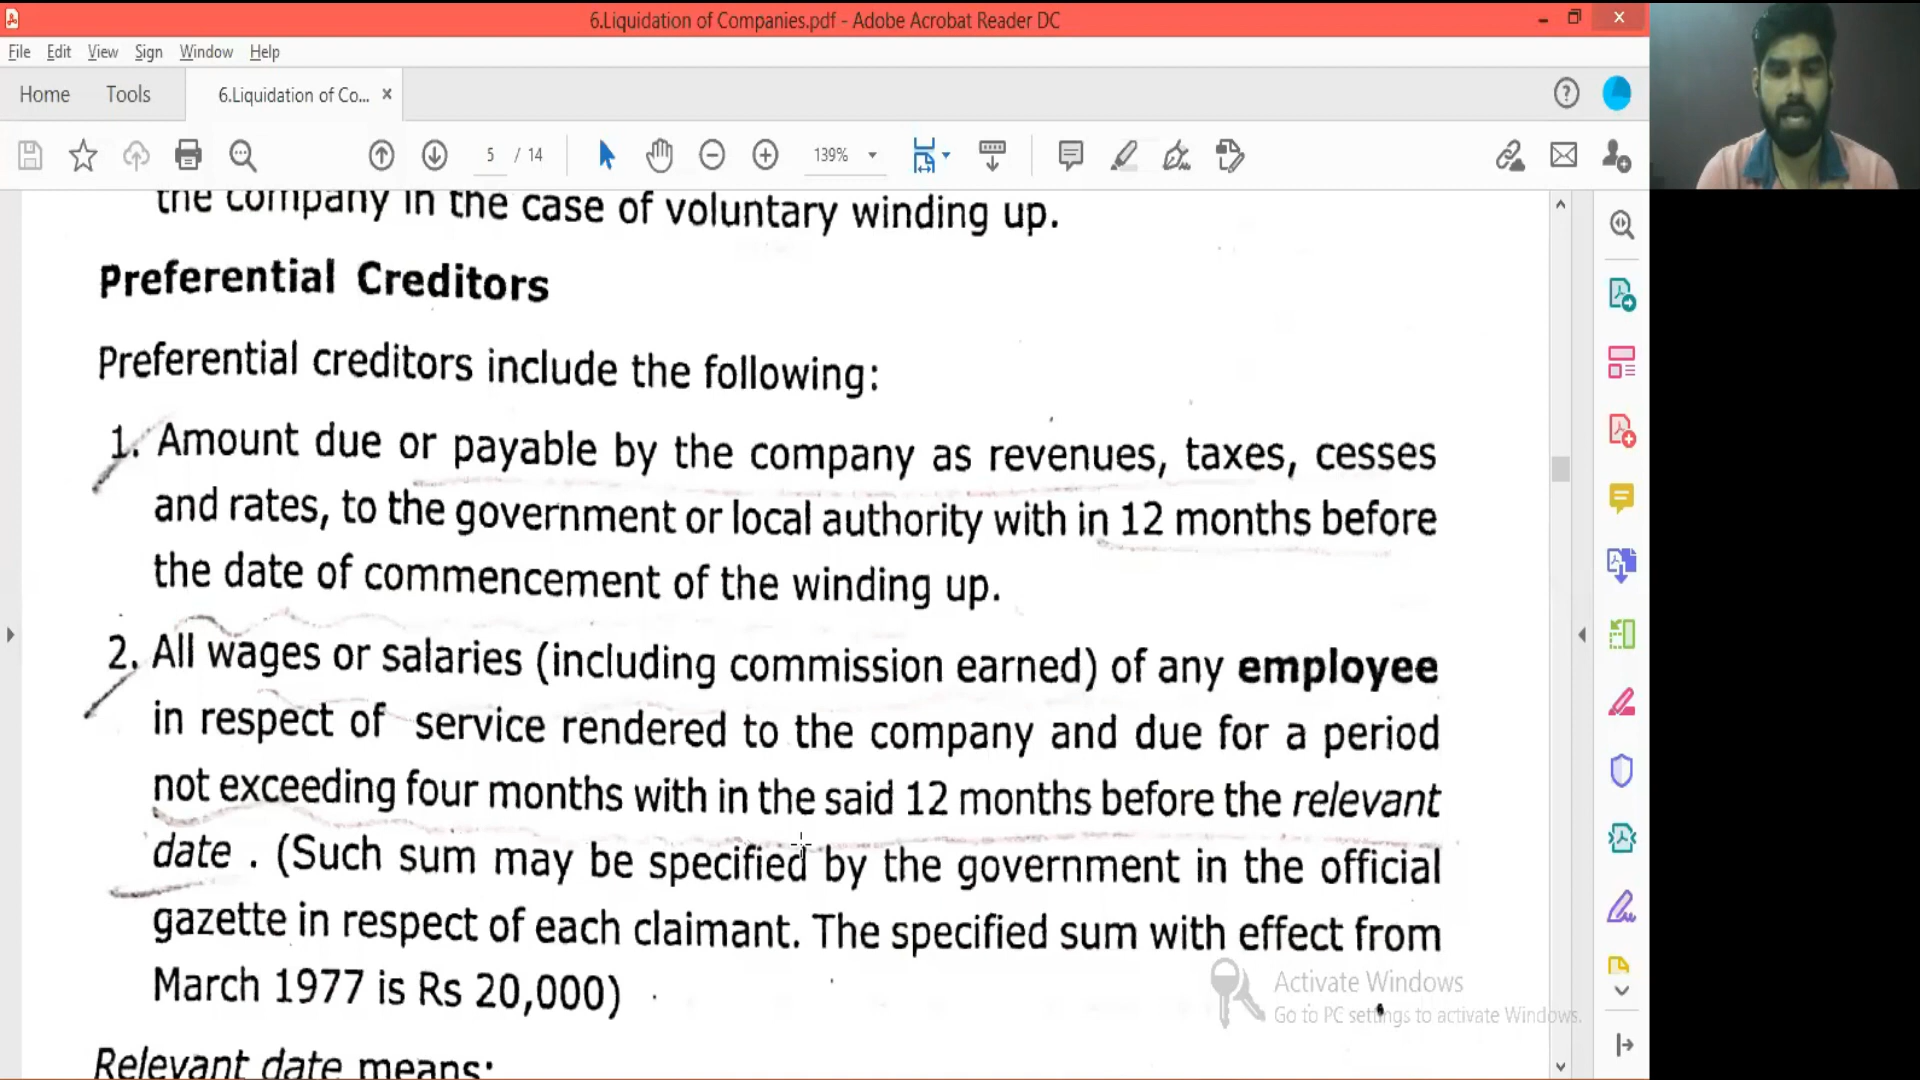 6.Liquidation of Companies.pdf - Adobe Acrobat Reader DC
File Edit View Sign Window Help
Home Tools 6.Liquidation of Co... ×
5 / 14 139%
the company in the case of voluntary winding up.
Preferential Creditors
Preferential creditors include the following:
1. Amount due or payable by the company as revenues, taxes, cesses
and rates, to the government or local authority with in 12 months before
the date of commencement of the winding up.
2. All wages or salaries (including commission earned) of any employee
in respect of service rendered to the company and due for a period
not exceeding four months with in the said 12 months before the relevant
date . (Such sum may be specified by the government in the official
gazette in respect of each claimant. The specified sum with effect from
March 1977 is Rs 20,000)
Activate Windows
Go to PC settings to activate Windows.
Relevant date means: